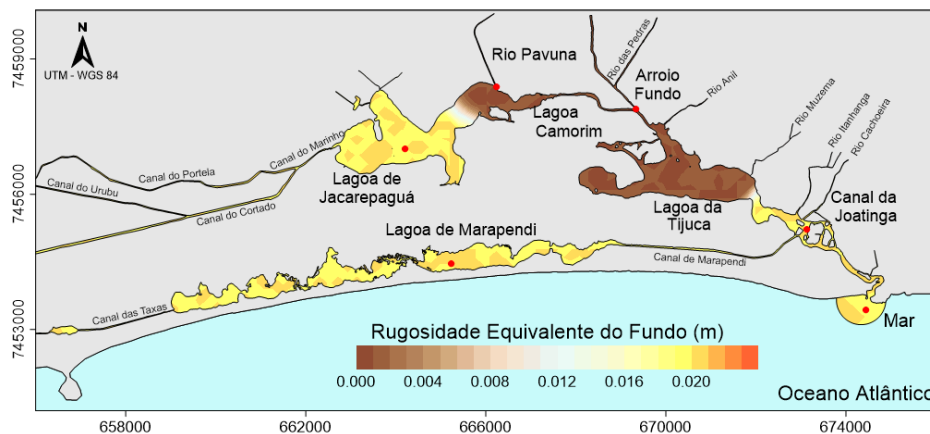 N
UTM - WGS 84
7459000
7456000
7453000
Rio Pavuna
Rio das Pedras
Arroio
Fundo
Rio Anil
Lagoa
Camorim
Rio Muzema
Rio Itanhanga
Rio Cachoeira
Canal do Marinho
Canal do Porteia
Canal do Urubu
Canal do Cortado
Lagoa de
Jacarepaguá
Lagoa da
Tijuca
Canal da
Joatinga
Lagoa de Marapendi
Canal de Marapendi
Canal das Taxas
Mar
Rugosidade Equivalente do Fundo (m)
0.000 0.004 0.008 0.012 0.016 0.020
Oceano Atlântico
658000 662000 666000 670000 674000